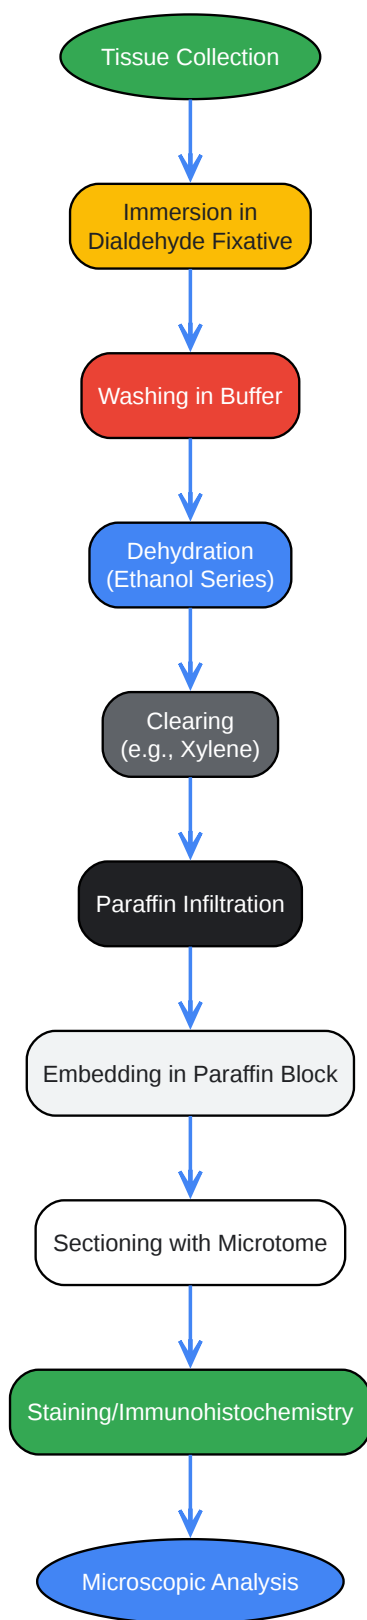 Tissue Collection
Immersion in
Dialdehyde Fixative
Washing in Buffer
Dehydration
(Ethanol Series)
Clearing
(e.g., Xylene)
Paraffin Infiltration
Embedding in Paraffin Block
Sectioning with Microtome
Staining/Immunohistochemistry
Microscopic Analysis